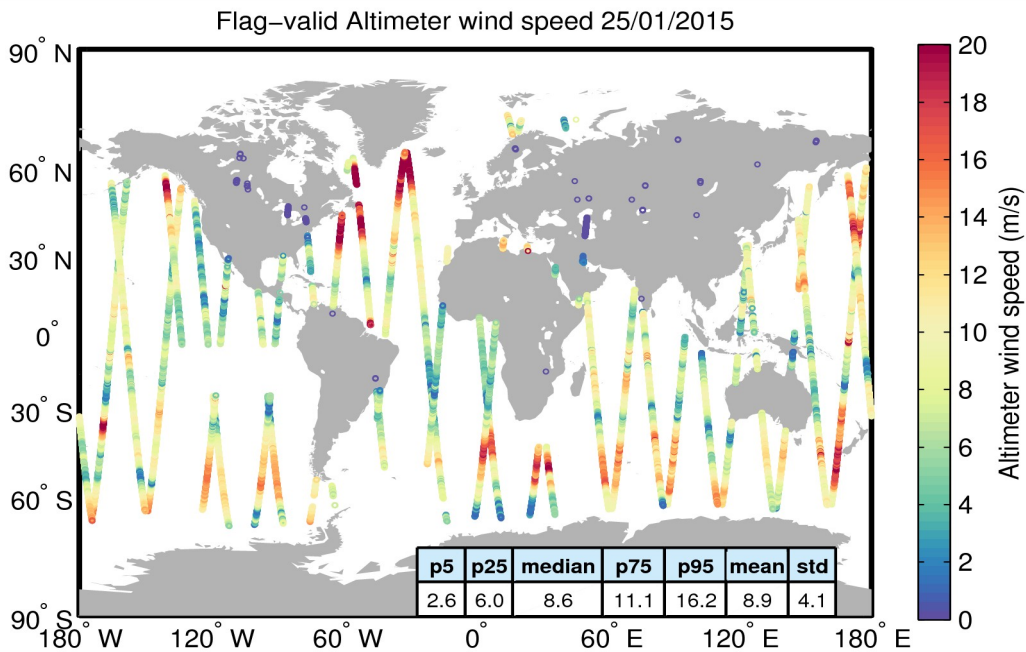 Flag−valid Altimeter wind speed 25/01/2015
90° N
60° N
30° N
0°
30° S
60° S
90° S
180° W
120° W
60° W
0°
60° E
120° E
180° E
p5 p25 median p75 p95 mean std
2.6 6.0 8.6 11.1 16.2 8.9 4.1
20
18
16
14
12
10
8
6
4
2
0
Altimeter wind speed (m/s)